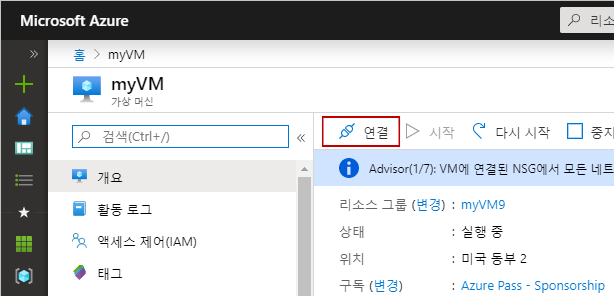 Microsoft Azure
리소
홈 > myVM
myVM
가상 머신
검색(Ctrl+/)
연결
시작
다시 시작
중지
개요
Advisor(1/7): VM에 연결된 NSG에서 모든 네트
활동 로그
리소스 그룹 (변경) : myVM9
상태 : 실행 중
액세스 제어(IAM)
위치 : 미국 동부 2
태그
구독 (변경) : Azure Pass - Sponsorship